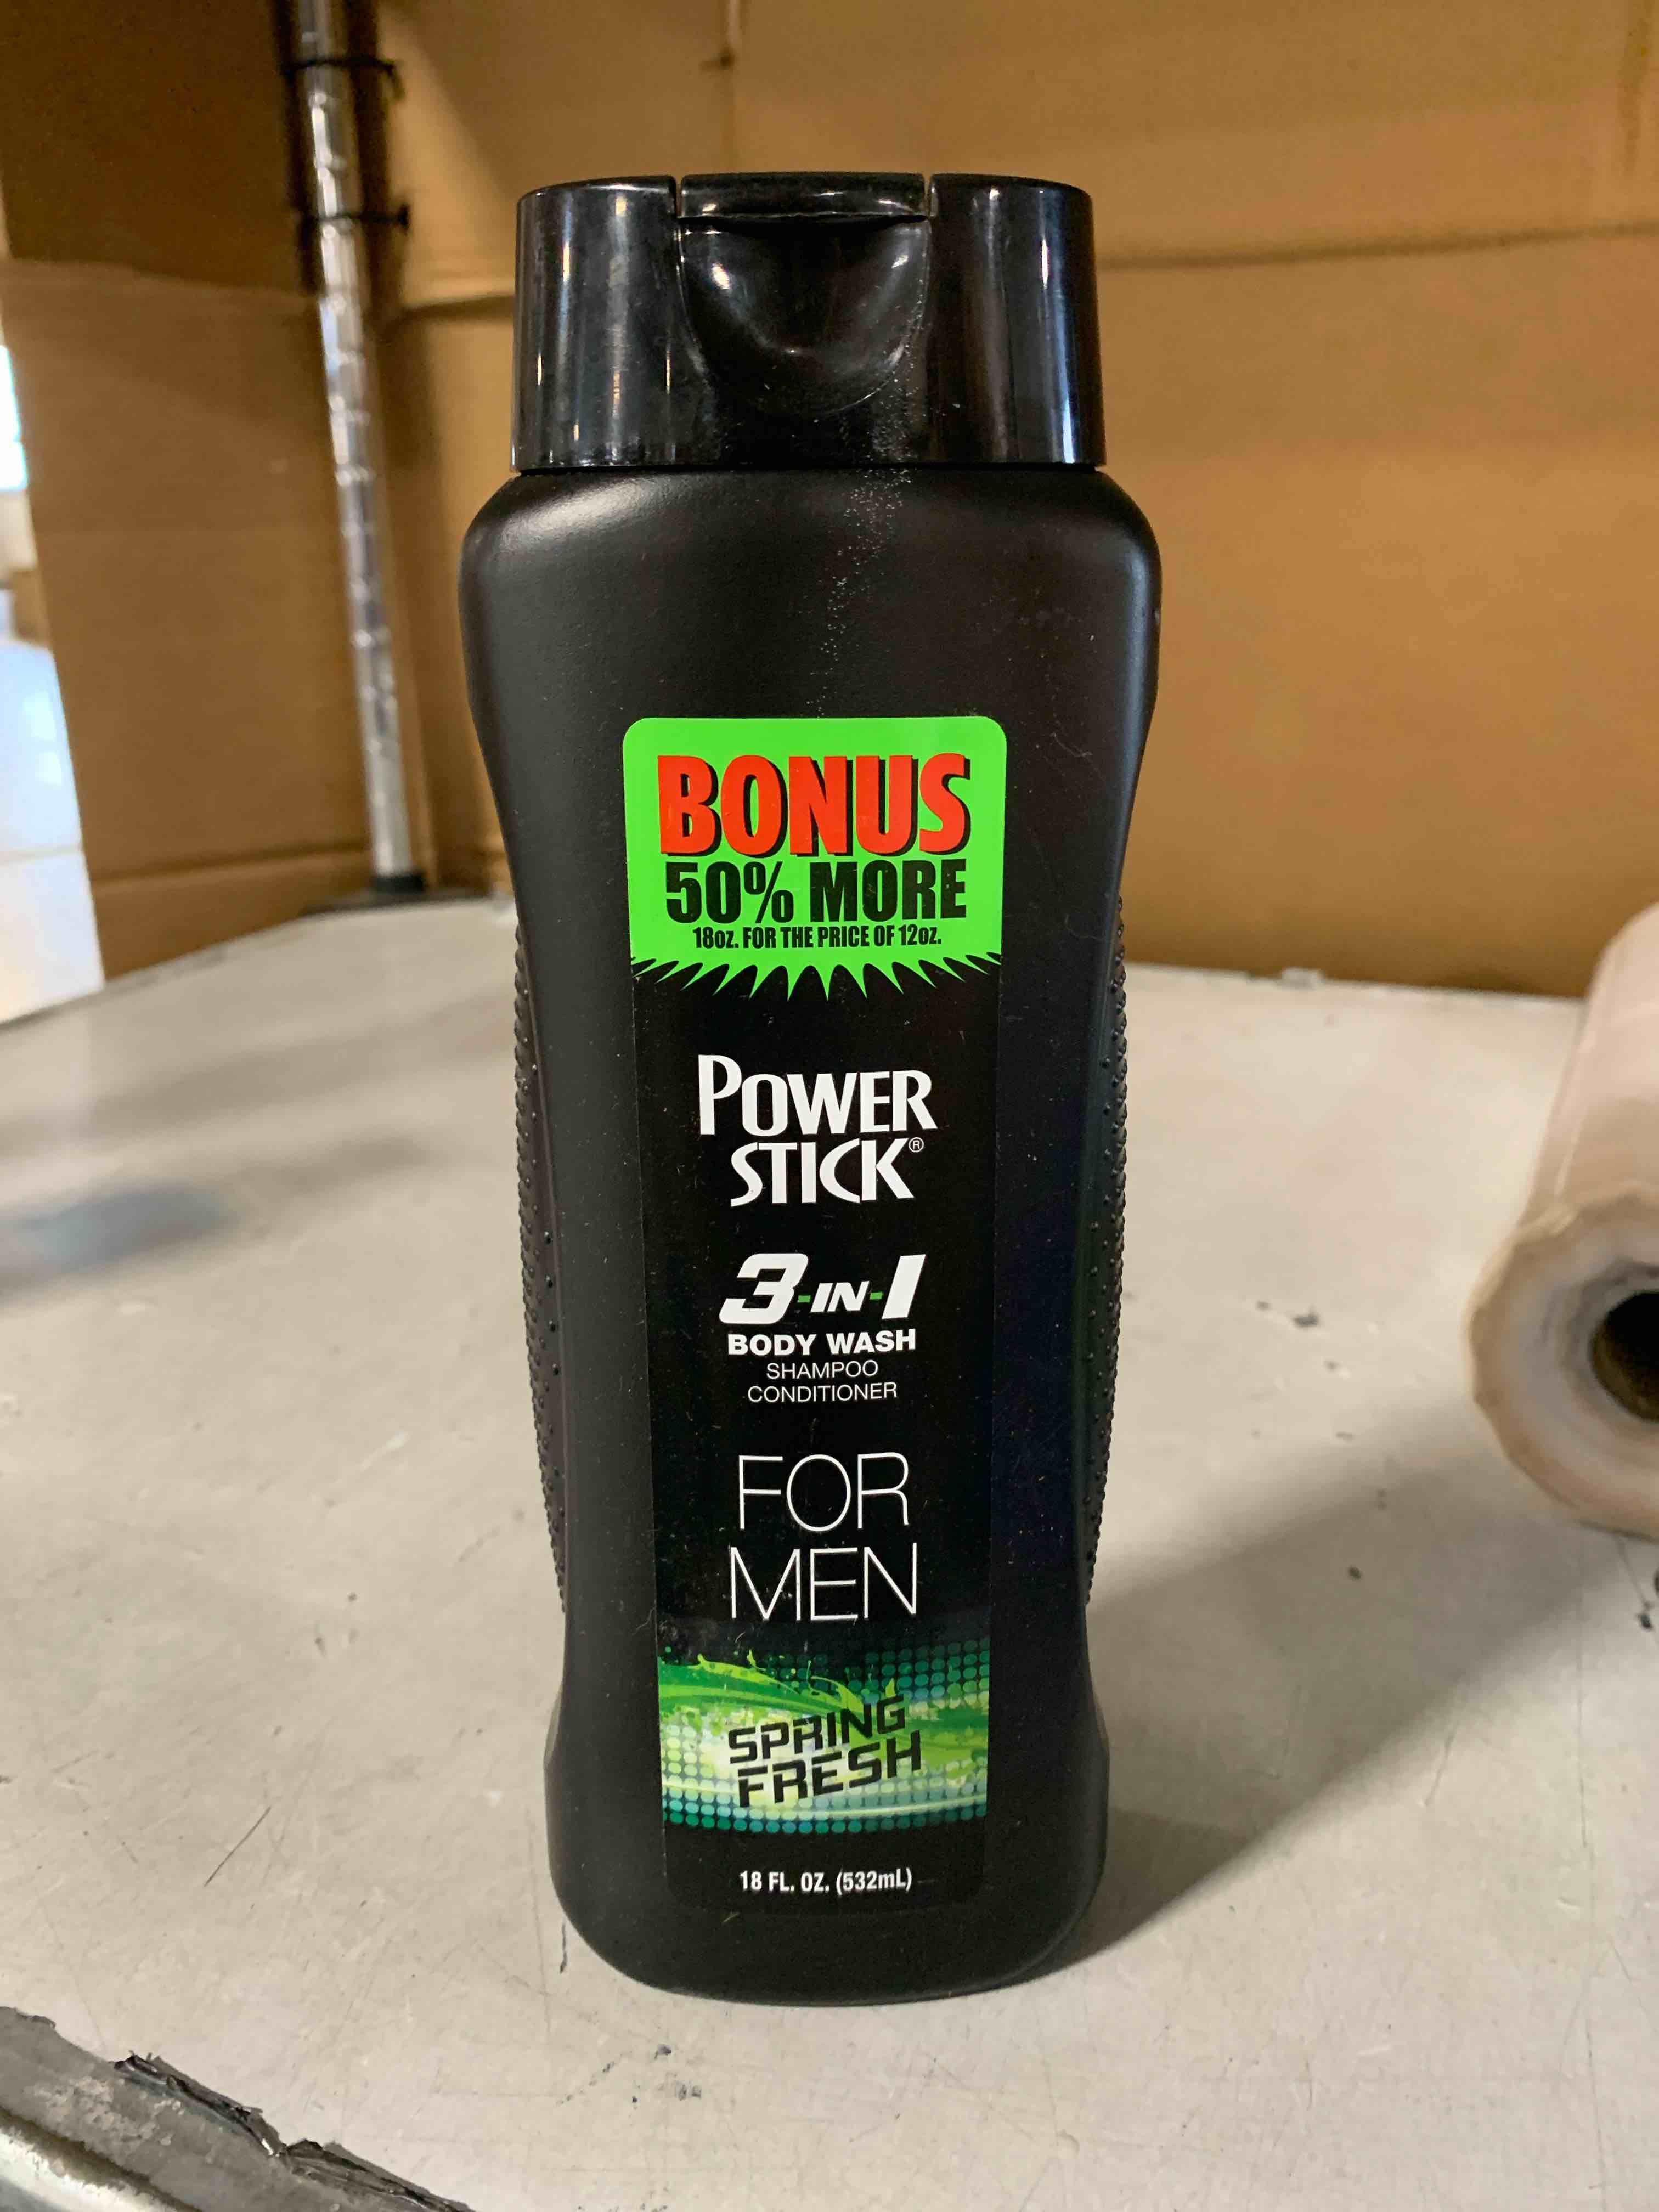 BONUS
50% MORE
18OZ. FOR THE PRICE OF 12OZ.
POWER
STICK®
3-IN-1
BODY WASH
SHAMPOO
CONDITIONER
FOR
MEN
SPRING
FRESH
18 FL. OZ. (532mL)